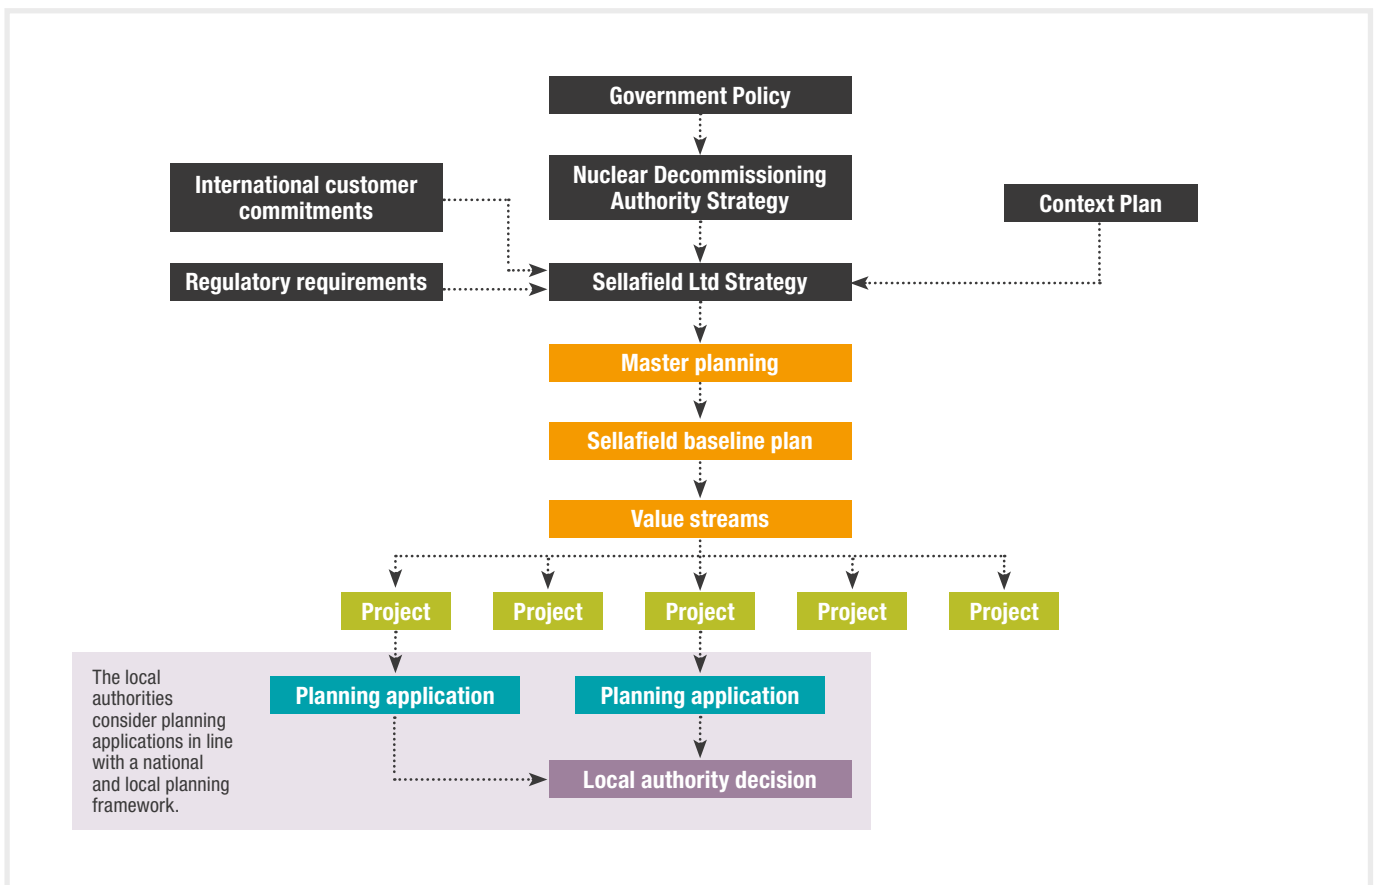 Government Policy
Nuclear Decommissioning
Authority Strategy
International customer
commitments
Context Plan
Regulatory requirements
Sellafield Ltd Strategy
Master planning
Sellafield baseline plan
Value streams
Project
Project
Project
Project
Project
The local
authorities
consider planning
applications in line
with a national
and local planning
framework.
Planning application
Planning application
Local authority decision